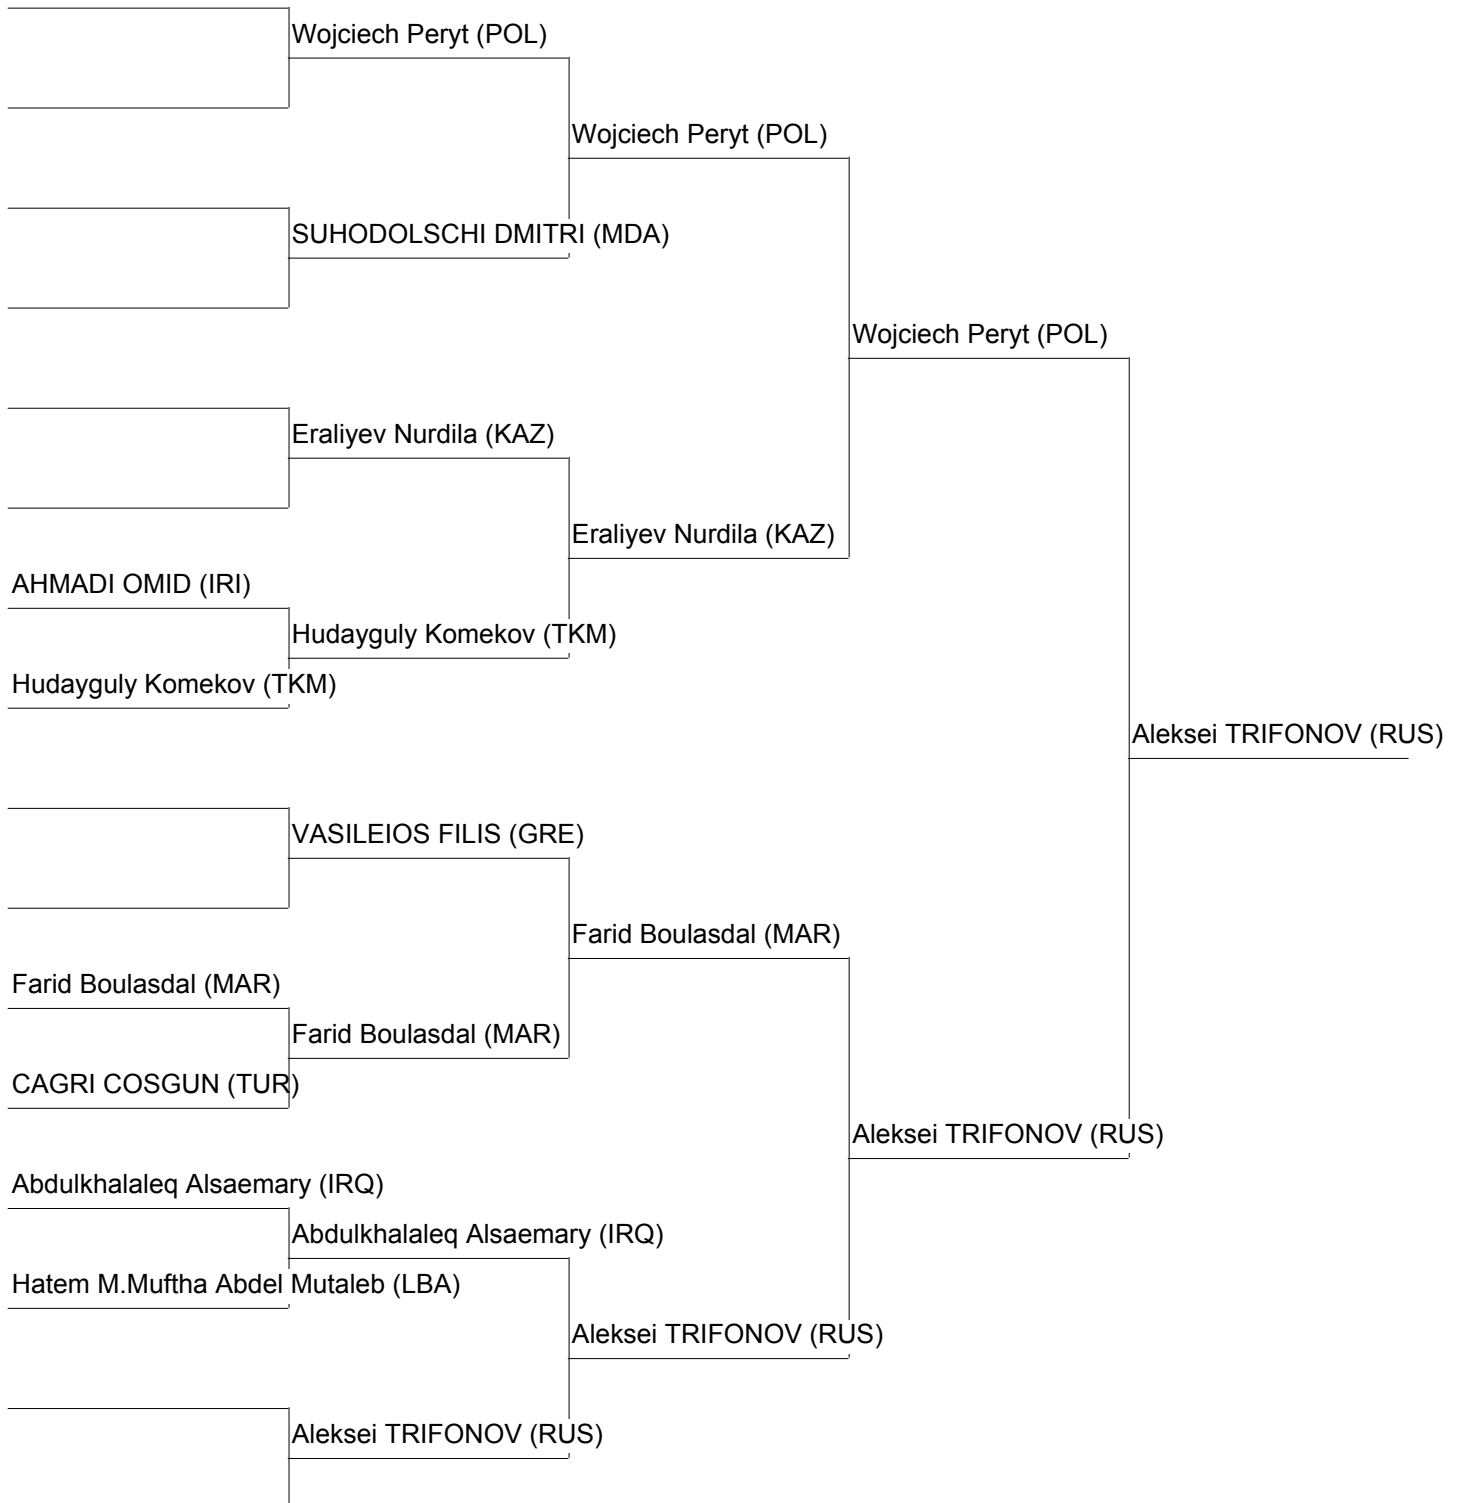 Wojciech Peryt (POL)
Wojciech Peryt (POL)
SUHODOLSCHI DMITRI (MDA)
Wojciech Peryt (POL)
Eraliyev Nurdila (KAZ)
Eraliyev Nurdila (KAZ)
AHMADI OMID (IRI)
Hudayguly Komekov (TKM)
Hudayguly Komekov (TKM)
Aleksei TRIFONOV (RUS)
VASILEIOS FILIS (GRE)
Farid Boulasdal (MAR)
Farid Boulasdal (MAR)
Farid Boulasdal (MAR)
CAGRI COSGUN (TUR)
Aleksei TRIFONOV (RUS)
Abdulkhalaleq Alsaemary (IRQ)
Abdulkhalaleq Alsaemary (IRQ)
Hatem M.Muftha Abdel Mutaleb (LBA)
Aleksei TRIFONOV (RUS)
Aleksei TRIFONOV (RUS)